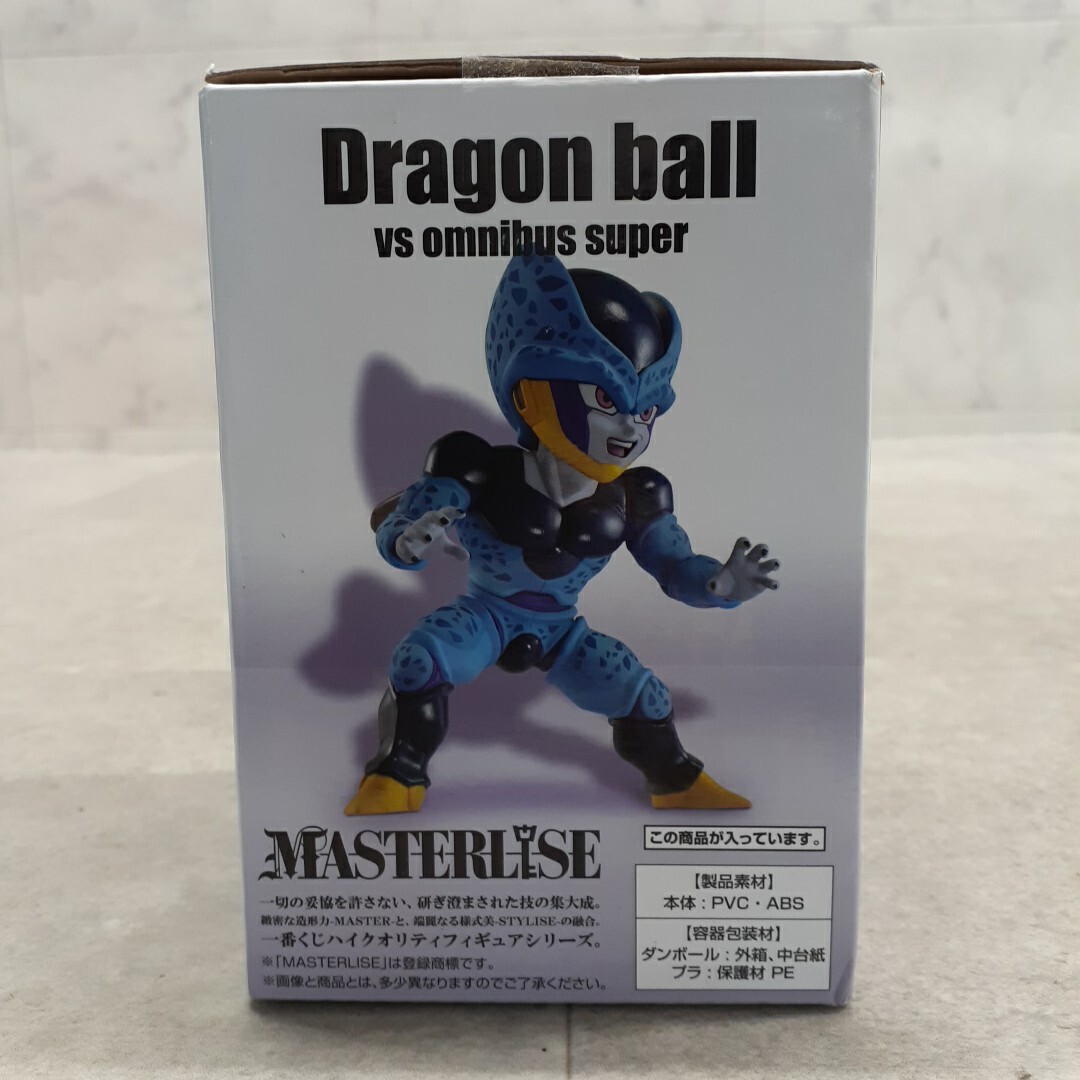 Dragon ball
vs omnibus super
MASTERLISE
一切の妥協を許さない、研ぎ澄まされた技の集大成。
緻密な造形力-MASTER-と、端麗なる様式美-STYLISE-の融合。
一番くじハイクオリティフィギュアシリーズ。
※「MASTERLISE」は登録商標です。
※画像と商品とは、多少異なりますのでご了承ください。
この商品が入っています。
【製品素材】
本体：PVC・ABS
【容器包装材】
ダンボール：外箱、中台紙
プラ：保護材 PE